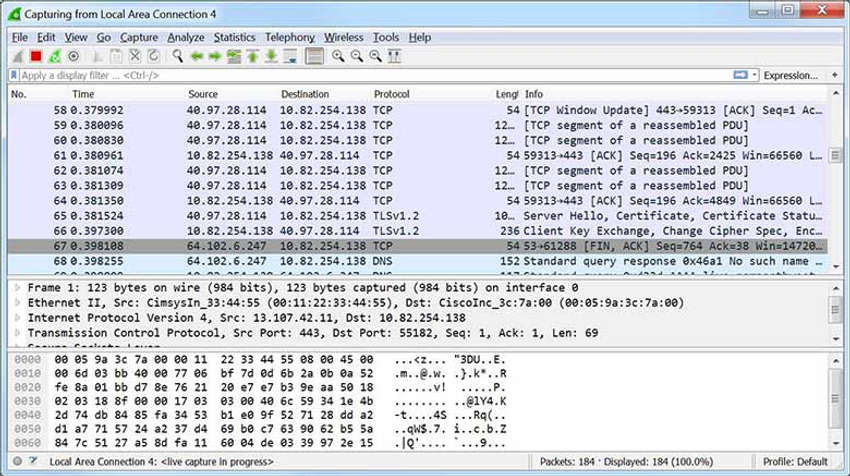 Capturing from Local Area Connection 4
File Edit View Go Capture Analyze Statistics Telephony Wireless Tools Help
Apply a display filter ... <Ctrl-/> Expression... +
No. Time Source Destination Protocol Lengt Info
58 0.379992 40.97.28.114 10.82.254.138 TCP 54 [TCP Window Update] 443→59313 [ACK] Seq=1 Ac...
59 0.380096 40.97.28.114 10.82.254.138 TCP 12... [TCP segment of a reassembled PDU]
60 0.380830 40.97.28.114 10.82.254.138 TCP 12... [TCP segment of a reassembled PDU]
61 0.380961 10.82.254.138 40.97.28.114 TCP 54 59313→443 [ACK] Seq=196 Ack=2425 Win=66560 L...
62 0.381074 40.97.28.114 10.82.254.138 TCP 12... [TCP segment of a reassembled PDU]
63 0.381309 40.97.28.114 10.82.254.138 TCP 12... [TCP segment of a reassembled PDU]
64 0.381350 10.82.254.138 40.97.28.114 TCP 54 59313→443 [ACK] Seq=196 Ack=4849 Win=66560 L...
65 0.381524 40.97.28.114 10.82.254.138 TLSv1.2 10... Server Hello, Certificate, Certificate Statu...
66 0.397300 10.82.254.138 40.97.28.114 TLSv1.2 236 Client Key Exchange, Change Cipher Spec, Enc...
67 0.398108 64.102.6.247 10.82.254.138 TCP 54 53→61288 [FIN, ACK] Seq=764 Ack=38 Win=14720...
68 0.398255 64.102.6.247 10.82.254.138 DNS 152 Standard query response 0x46a1 No such name ...
Frame 1: 123 bytes on wire (984 bits), 123 bytes captured (984 bits) on interface 0
Ethernet II, Src: CimsysIn_33:44:55 (00:11:22:33:44:55), Dst: CiscoInc_3c:7a:00 (00:05:9a:3c:7a:00)
Internet Protocol Version 4, Src: 13.107.42.11, Dst: 10.82.254.138
Transmission Control Protocol, Src Port: 443, Dst Port: 55182, Seq: 1, Ack: 1, Len: 69
Secure Sockets Layer
0000 00 05 9a 3c 7a 00 00 11 22 33 44 55 08 00 45 00 ...<z... "3DU..E.
0010 00 6d 03 bb 40 00 77 06 bf 7d 0d 6b 2a 0b 0a 52 .m..@.w. .}.k*..R
0020 fe 8a 01 bb d7 8e 76 21 20 e7 e7 b3 9e aa 50 18 ......v! .....P.
0030 02 03 18 8f 00 00 17 03 03 00 40 6c 59 34 1e 4b ........ ..@lY4.K
0040 2d 74 db 84 85 fa 34 53 b1 e0 9f 52 71 28 dd a2 -t....4S ...Rq(..
0050 d1 a7 71 57 24 a2 37 d4 69 b0 c7 63 90 62 b5 5a ..qW$.7. i..c.b.Z
0060 84 7c 51 27 a5 8d fa 11 60 04 de 03 39 97 2e 15 .|Q'.... `...9...
Local Area Connection 4: <live capture in progress> Packets: 184 · Displayed: 184 (100.0%) Profile: Default